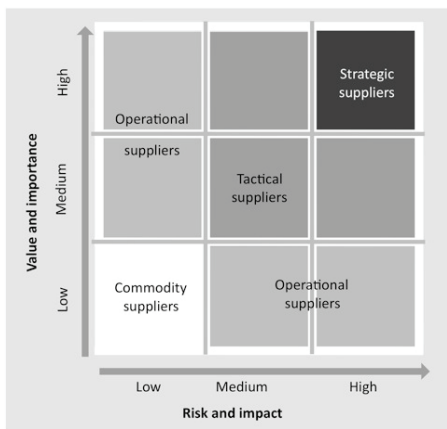 Value and importance
High
Medium
Low
Strategic
suppliers
Operational
suppliers
Tactical
suppliers
Commodity
suppliers
Operational
suppliers
Low
Medium
High
Risk and impact